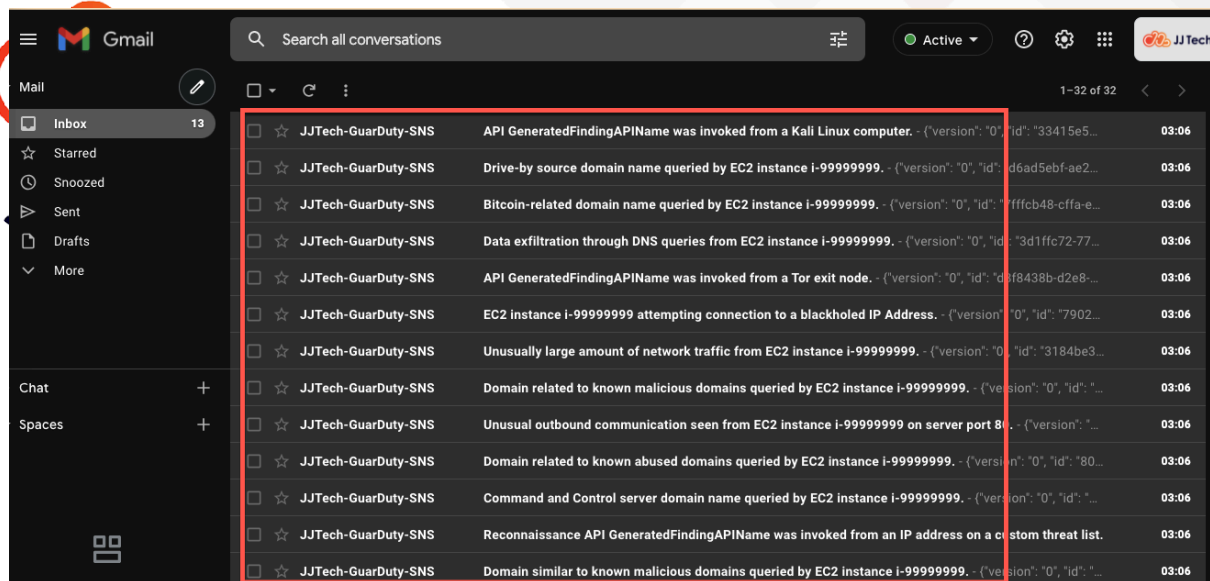 Gmail
Search all conversations
Active
JJTech
Mail
1–32 of 32
Inbox 13
Starred
Snoozed
Sent
Drafts
More
Chat
Spaces
JJTech-GuarDuty-SNS API GeneratedFindingAPIName was invoked from a Kali Linux computer. - {"version": "0", "id": "33415e5... 03:06
JJTech-GuarDuty-SNS Drive-by source domain name queried by EC2 instance i-99999999. - {"version": "0", "id": "d6ad5ebf-ae2... 03:06
JJTech-GuarDuty-SNS Bitcoin-related domain name queried by EC2 instance i-99999999. - {"version": "0", "id": "7fffcb48-cffa-e... 03:06
JJTech-GuarDuty-SNS Data exfiltration through DNS queries from EC2 instance i-99999999. - {"version": "0", "id": "3d1ffc72-77... 03:06
JJTech-GuarDuty-SNS API GeneratedFindingAPIName was invoked from a Tor exit node. - {"version": "0", "id": "d8f8438b-d2e8-... 03:06
JJTech-GuarDuty-SNS EC2 instance i-99999999 attempting connection to a blackholed IP Address. - {"version": "0", "id": "7902... 03:06
JJTech-GuarDuty-SNS Unusually large amount of network traffic from EC2 instance i-99999999. - {"version": "0", "id": "3184be3... 03:06
JJTech-GuarDuty-SNS Domain related to known malicious domains queried by EC2 instance i-99999999. - {"version": "0", "id": "... 03:06
JJTech-GuarDuty-SNS Unusual outbound communication seen from EC2 instance i-99999999 on server port 80. - {"version": "... 03:06
JJTech-GuarDuty-SNS Domain related to known abused domains queried by EC2 instance i-99999999. - {"version": "0", "id": "80... 03:06
JJTech-GuarDuty-SNS Command and Control server domain name queried by EC2 instance i-99999999. - {"version": "0", "id": "... 03:06
JJTech-GuarDuty-SNS Reconnaissance API GeneratedFindingAPIName was invoked from an IP address on a custom threat list. 03:06
JJTech-GuarDuty-SNS Domain similar to known malicious domains queried by EC2 instance i-99999999. - {"version": "0", "id": "... 03:06